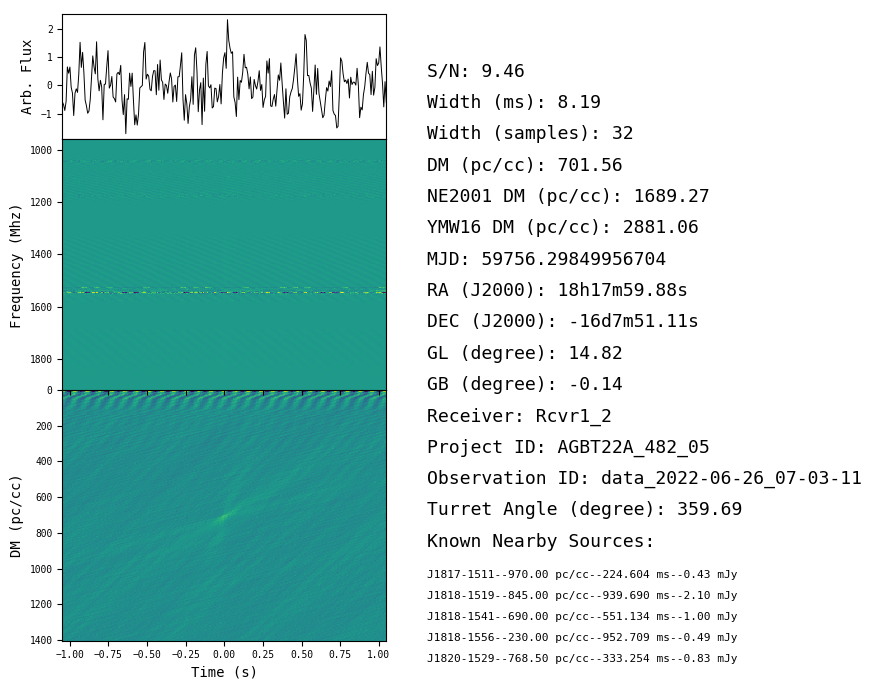 Arb. Flux
2
1
0
−1
Frequency (Mhz)
1000
1200
1400
1600
1800
DM (pc/cc)
0
200
400
600
800
1000
1200
1400
−1.00 −0.75 −0.50 −0.25 0.00 0.25 0.50 0.75 1.00
Time (s)
S/N: 9.46
Width (ms): 8.19
Width (samples): 32
DM (pc/cc): 701.56
NE2001 DM (pc/cc): 1689.27
YMW16 DM (pc/cc): 2881.06
MJD: 59756.29849956704
RA (J2000): 18h17m59.88s
DEC (J2000): -16d7m51.11s
GL (degree): 14.82
GB (degree): -0.14
Receiver: Rcvr1_2
Project ID: AGBT22A_482_05
Observation ID: data_2022-06-26_07-03-11
Turret Angle (degree): 359.69
Known Nearby Sources:
J1817-1511--970.00 pc/cc--224.604 ms--0.43 mJy
J1818-1519--845.00 pc/cc--939.690 ms--2.10 mJy
J1818-1541--690.00 pc/cc--551.134 ms--1.00 mJy
J1818-1556--230.00 pc/cc--952.709 ms--0.49 mJy
J1820-1529--768.50 pc/cc--333.254 ms--0.83 mJy